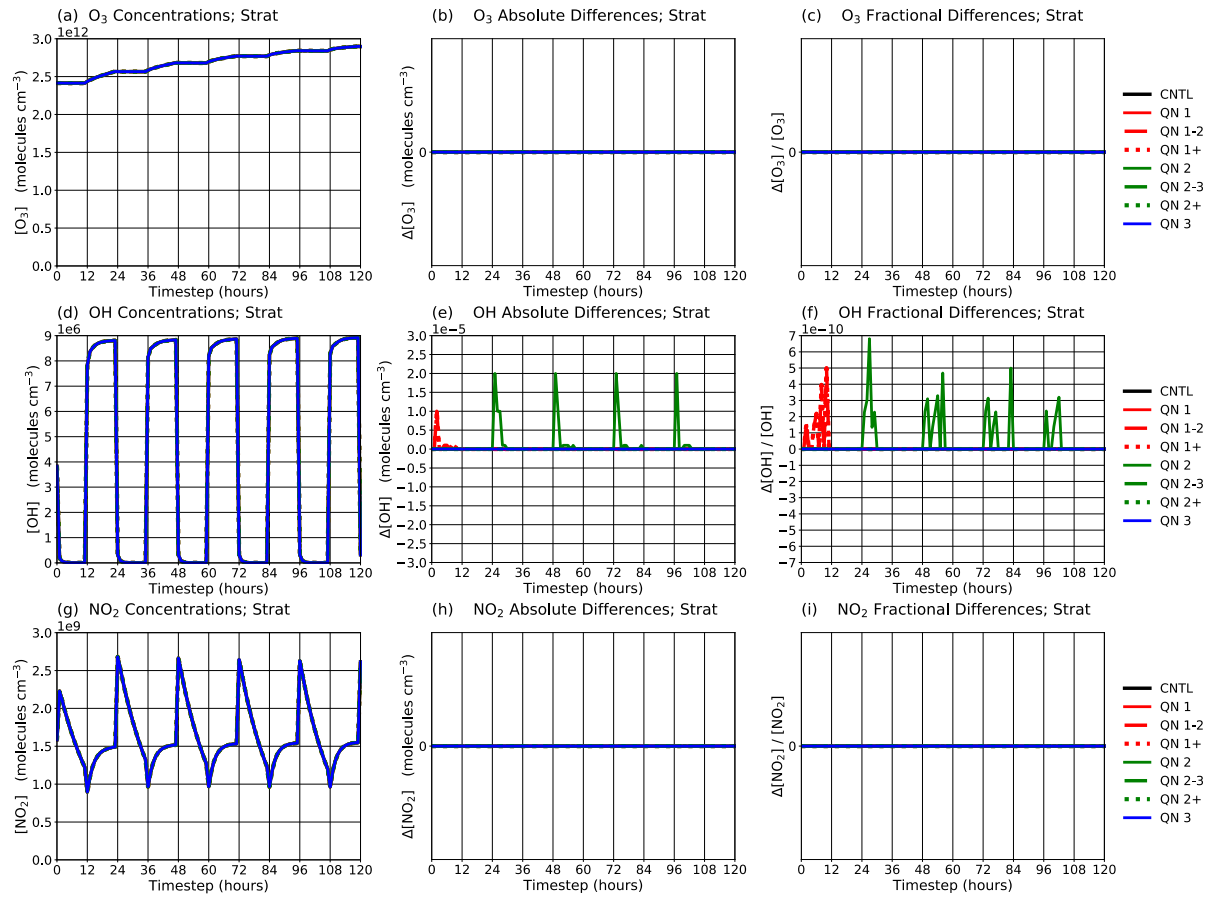 (a) O₃ Concentrations; Strat
1e12
3.0
2.5
2.0
1.5
1.0
0.5
0.0
[O₃] (molecules cm⁻³)
0 12 24 36 48 60 72 84 96 108 120
Timestep (hours)
(b) O₃ Absolute Differences; Strat
0
Δ[O₃] (molecules cm⁻³)
0 12 24 36 48 60 72 84 96 108 120
Timestep (hours)
(c) O₃ Fractional Differences; Strat
0
Δ[O₃] / [O₃]
0 12 24 36 48 60 72 84 96 108 120
Timestep (hours)
CNTL
QN 1
QN 1-2
QN 1+
QN 2
QN 2-3
QN 2+
QN 3
(d) OH Concentrations; Strat
1e6
9
8
7
6
5
4
3
2
1
0
[OH] (molecules cm⁻³)
0 12 24 36 48 60 72 84 96 108 120
Timestep (hours)
(e) OH Absolute Differences; Strat
1e−5
3.0
2.5
2.0
1.5
1.0
0.5
0.0
−0.5
−1.0
−1.5
−2.0
−2.5
−3.0
Δ[OH] (molecules cm⁻³)
0 12 24 36 48 60 72 84 96 108 120
Timestep (hours)
(f) OH Fractional Differences; Strat
1e−10
7
6
5
4
3
2
1
0
−1
−2
−3
−4
−5
−6
−7
Δ[OH] / [OH]
0 12 24 36 48 60 72 84 96 108 120
Timestep (hours)
CNTL
QN 1
QN 1-2
QN 1+
QN 2
QN 2-3
QN 2+
QN 3
(g) NO₂ Concentrations; Strat
1e9
3.0
2.5
2.0
1.5
1.0
0.5
0.0
[NO₂] (molecules cm⁻³)
0 12 24 36 48 60 72 84 96 108 120
Timestep (hours)
(h) NO₂ Absolute Differences; Strat
0
Δ[NO₂] (molecules cm⁻³)
0 12 24 36 48 60 72 84 96 108 120
Timestep (hours)
(i) NO₂ Fractional Differences; Strat
0
Δ[NO₂] / [NO₂]
0 12 24 36 48 60 72 84 96 108 120
Timestep (hours)
CNTL
QN 1
QN 1-2
QN 1+
QN 2
QN 2-3
QN 2+
QN 3